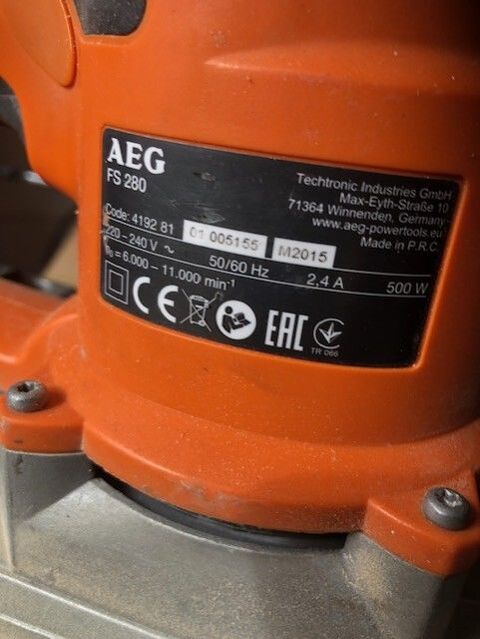 AEG
FS 280
Techtronic Industries GmbH
Max-Eyth-Straße 10
71364 Winnenden, Germany
www.aeg-powertools.eu
Made in P.R.C.
Code: 4192 81 01 005155 M2015
220 - 240 V ~ 50/60 Hz 2,4 A 500 W
n₀ = 6.000 - 11.000 min⁻¹
CE EAC
TR 066